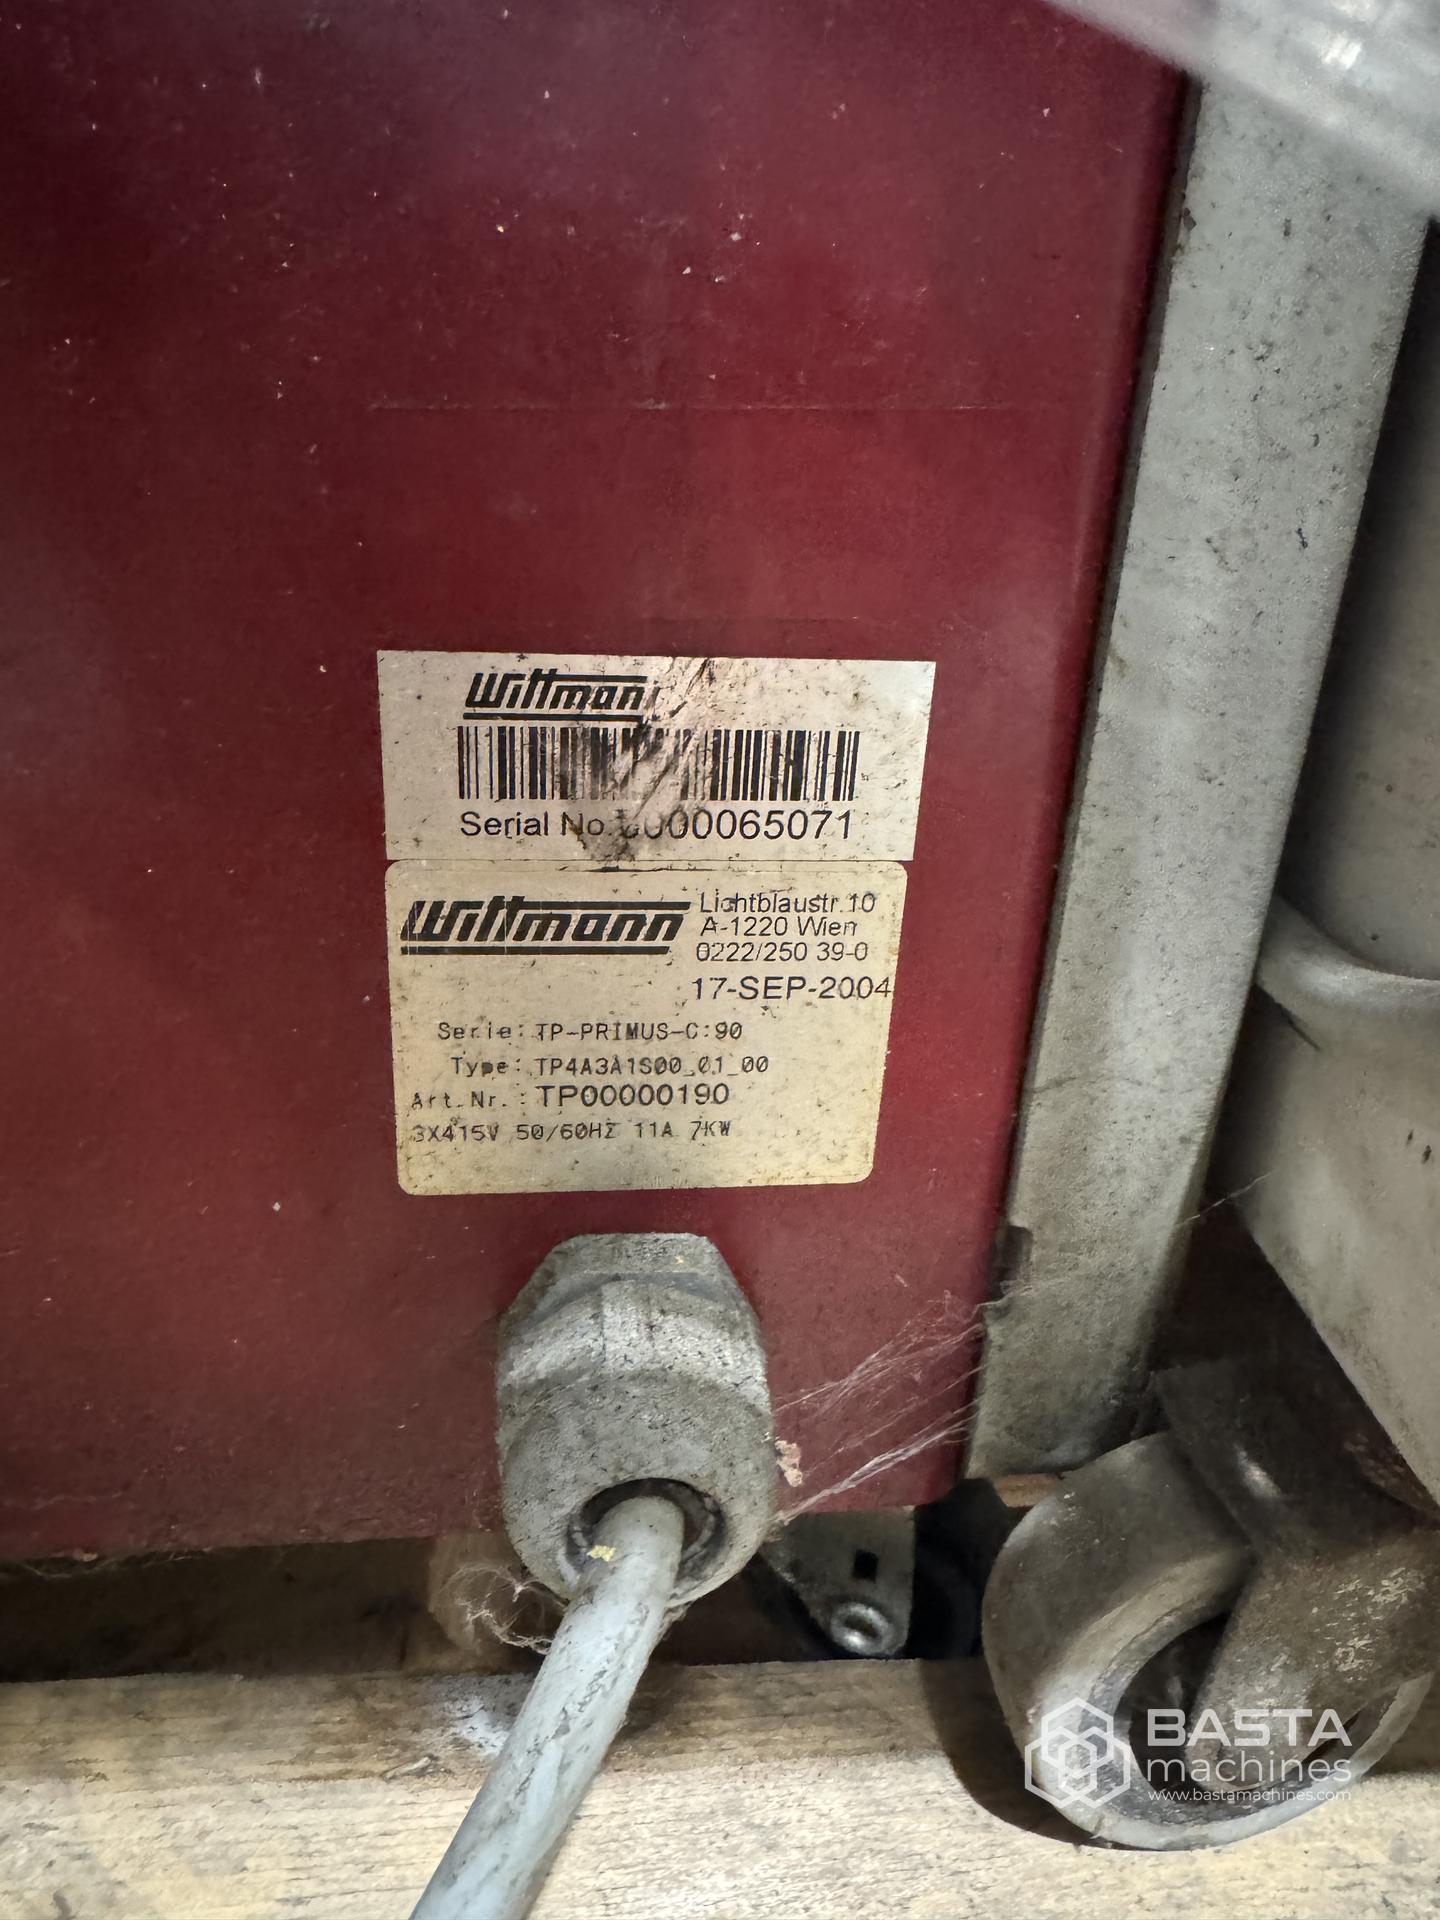 Wittmann
Serial No.: 0000065071
Wittmann
Lichtblaustr.10
A-1220 Wien
0222/250 39-0
17-SEP-2004
Serie: TP-PRIMUS-C:90
Type: TP4A3A1S00_01_00
Art.Nr.: TP00000190
3X415V 50/60HZ 11A 7KW
BASTA
machines
www.bastamachines.com